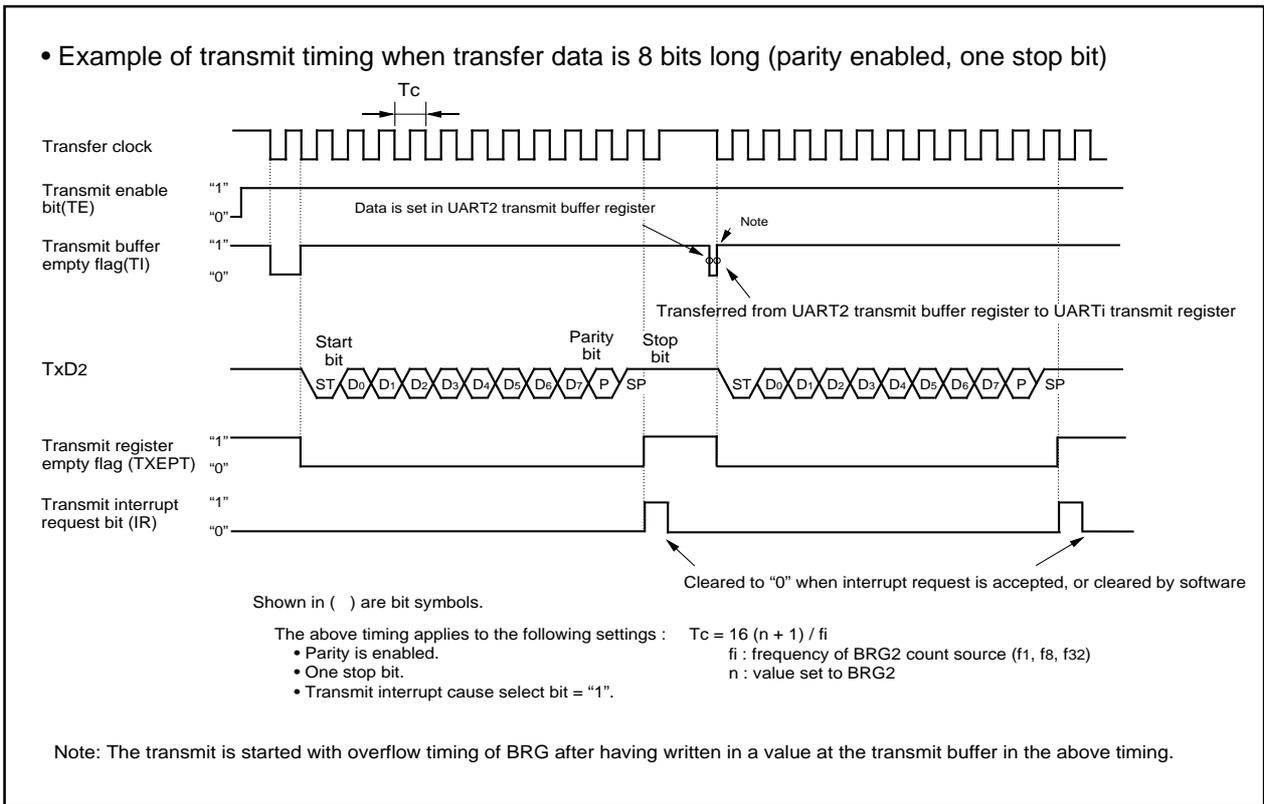 • Example of transmit timing when transfer data is 8 bits long (parity enabled, one stop bit)
Tc
Transfer clock
Transmit enable
bit(TE)
“1”
“0”
Data is set in UART2 transmit buffer register
Note
Transmit buffer
empty flag(TI)
“1”
“0”
Transferred from UART2 transmit buffer register to UARTi transmit register
Start
bit
Parity
bit
Stop
bit
TxD2
ST D0 D1 D2 D3 D4 D5 D6 D7 P SP
ST D0 D1 D2 D3 D4 D5 D6 D7 P SP
Transmit register
empty flag (TXEPT)
“1”
“0”
Transmit interrupt
request bit (IR)
“1”
“0”
Cleared to “0” when interrupt request is accepted, or cleared by software
Shown in ( ) are bit symbols.
The above timing applies to the following settings :
• Parity is enabled.
• One stop bit.
• Transmit interrupt cause select bit = “1”.
Tc = 16 (n + 1) / fi
fi : frequency of BRG2 count source (f1, f8, f32)
n : value set to BRG2
Note: The transmit is started with overflow timing of BRG after having written in a value at the transmit buffer in the above timing.